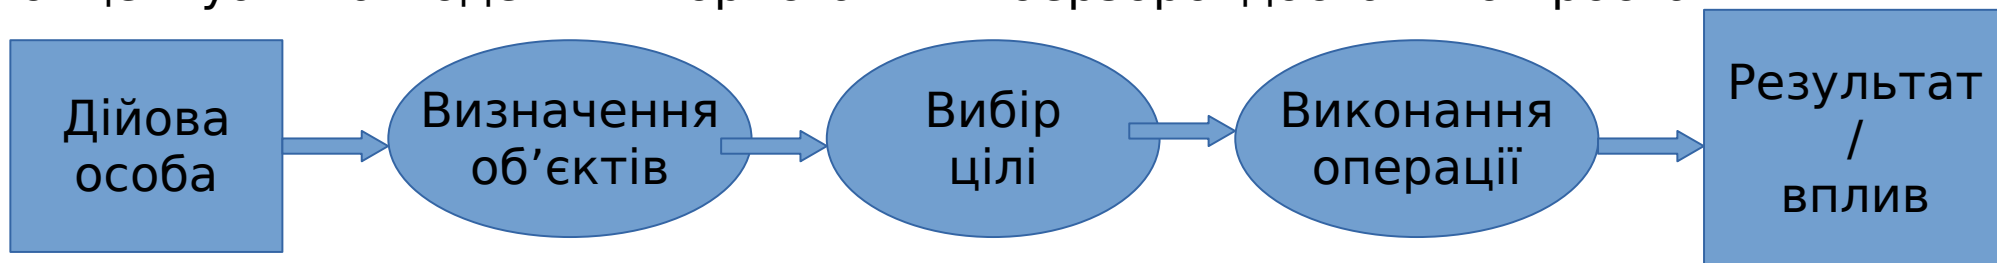 Дійова
особа
Визначення
об’єктів
Вибір
цілі
Виконання
операції
Результат
/
вплив